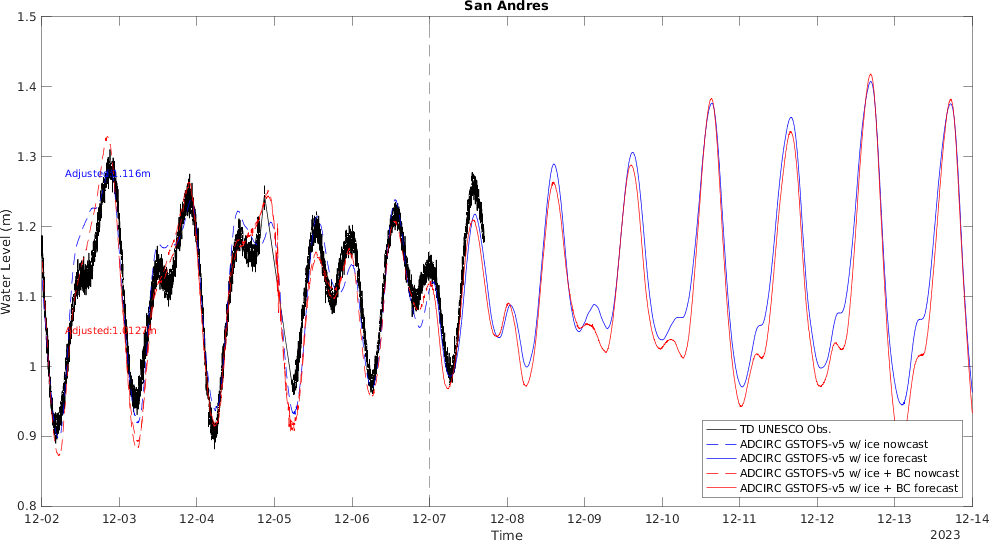 San Andres
1.5
1.4
1.3
1.2
1.1
1
0.9
0.8
Water Level (m)
Adjusted:1.116m
TD UNESCO Obs.
ADCIRC GSTOFS-v5 w/ ice nowcast
ADCIRC GSTOFS-v5 w/ ice forecast
ADCIRC GSTOFS-v5 w/ ice + BC nowcast
ADCIRC GSTOFS-v5 w/ ice + BC forecast
12-02 12-03 12-04 12-05 12-06 12-07 12-08 12-09 12-10 12-11 12-12 12-13 12-14
Time
2023